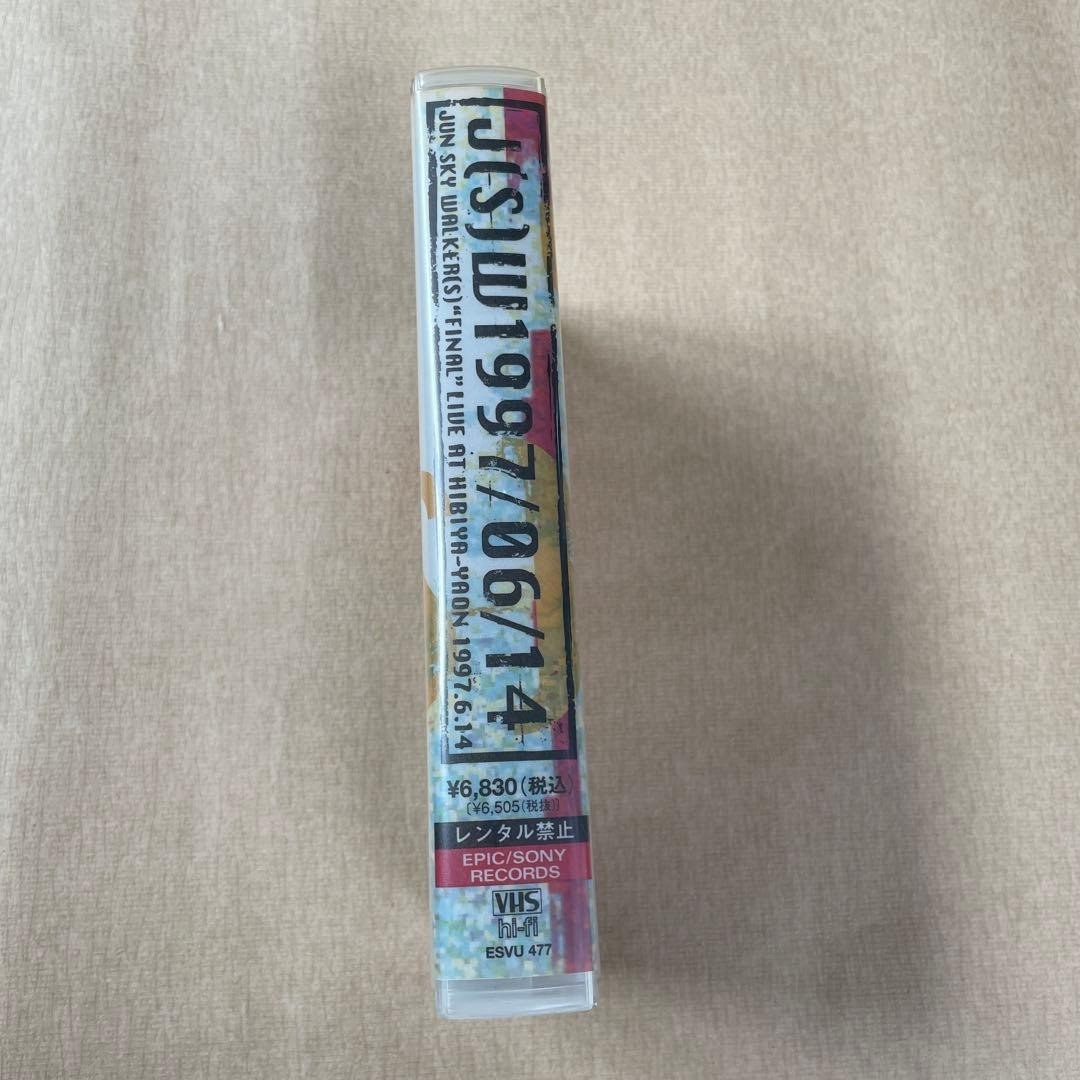 J(S)W1997/06/14
JUN SKY WALKER(S)"FINAL" LIVE AT HIBIYA-YAON 1997.6.14
¥6,830(税込)
〔¥6,505(税抜)〕
レンタル禁止
EPIC/SONY
RECORDS
VHS
hi-fi
ESVU 477